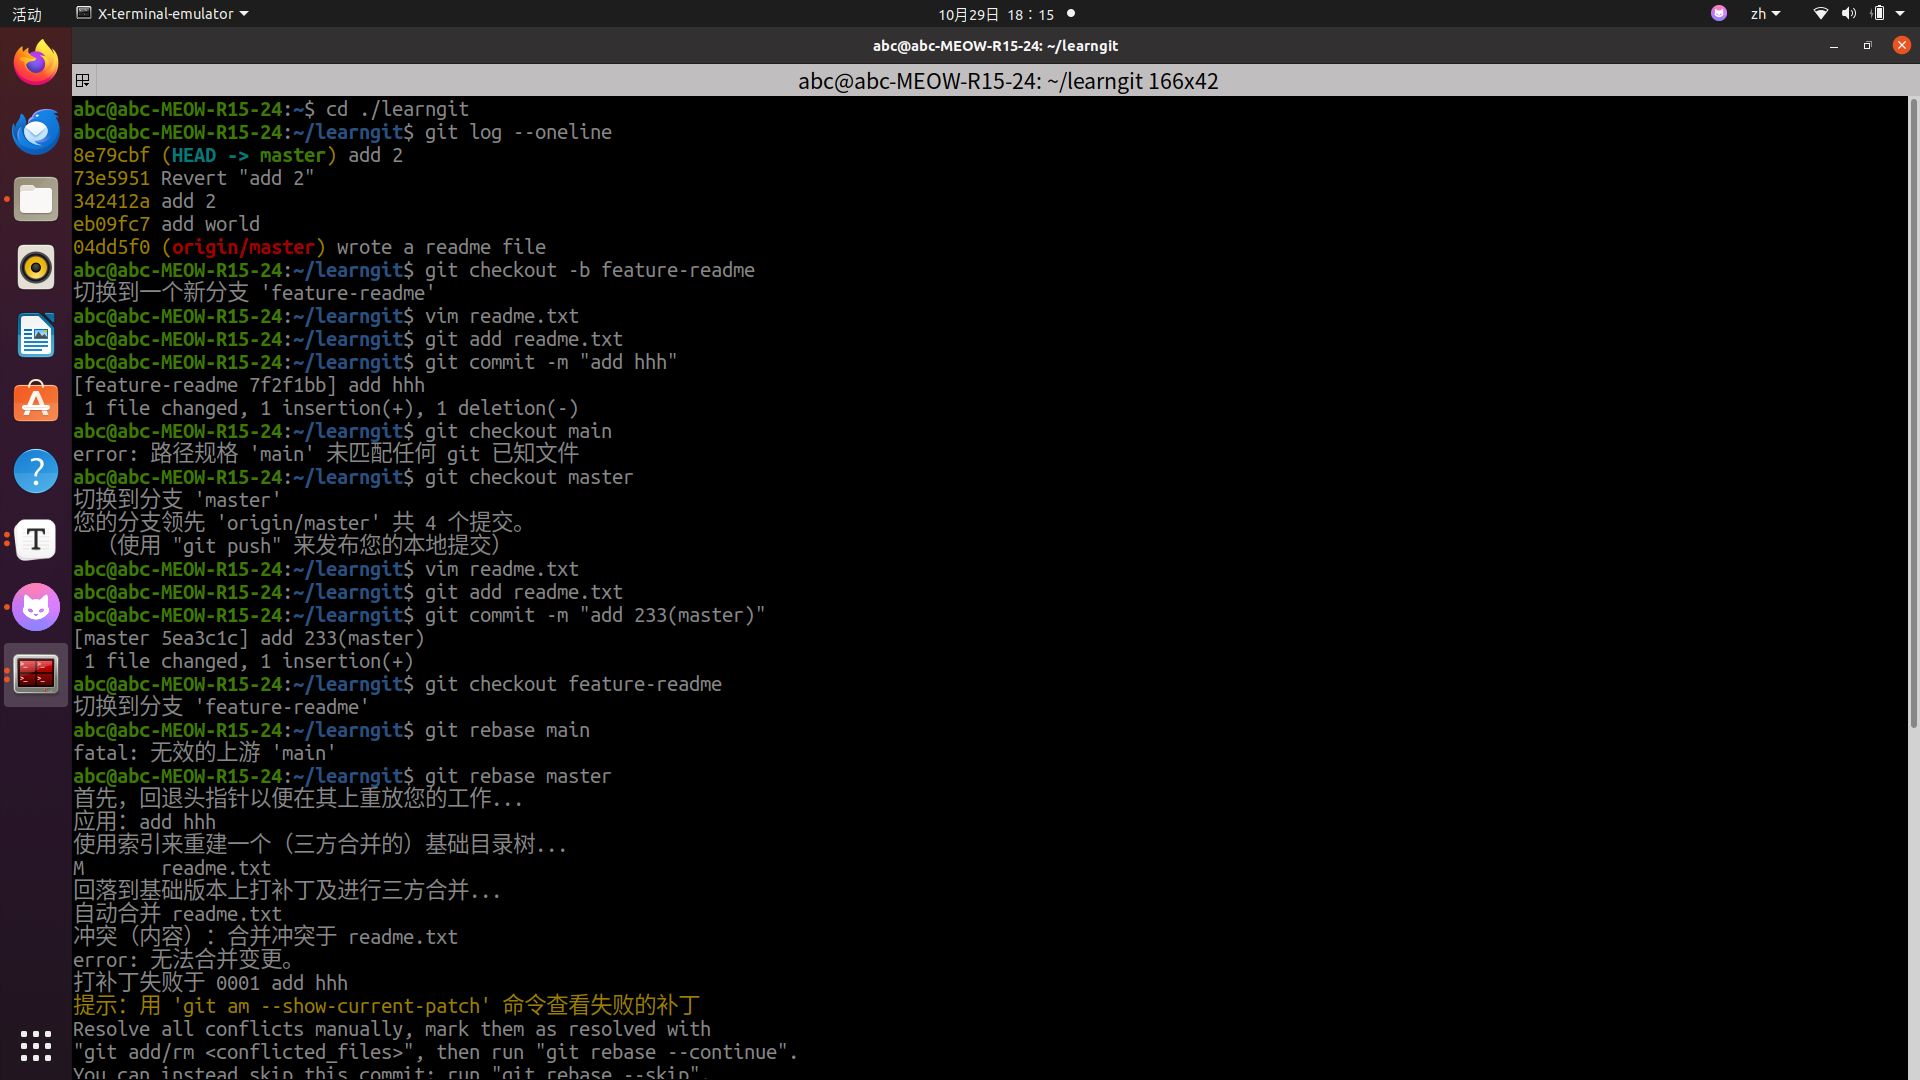 活动
X-terminal-emulator
10月29日 18：15
zh
abc@abc-MEOW-R15-24: ~/learngit
abc@abc-MEOW-R15-24: ~/learngit 166x42
abc@abc-MEOW-R15-24:~$ cd ./learngit
abc@abc-MEOW-R15-24:~/learngit$ git log --oneline
8e79cbf (HEAD -> master) add 2
73e5951 Revert "add 2"
342412a add 2
eb09fc7 add world
04dd5f0 (origin/master) wrote a readme file
abc@abc-MEOW-R15-24:~/learngit$ git checkout -b feature-readme
切换到一个新分支 'feature-readme'
abc@abc-MEOW-R15-24:~/learngit$ vim readme.txt
abc@abc-MEOW-R15-24:~/learngit$ git add readme.txt
abc@abc-MEOW-R15-24:~/learngit$ git commit -m "add hhh"
[feature-readme 7f2f1bb] add hhh
 1 file changed, 1 insertion(+), 1 deletion(-)
abc@abc-MEOW-R15-24:~/learngit$ git checkout main
error: 路径规格 'main' 未匹配任何 git 已知文件
abc@abc-MEOW-R15-24:~/learngit$ git checkout master
切换到分支 'master'
您的分支领先 'origin/master' 共 4 个提交。
  （使用 "git push" 来发布您的本地提交）
abc@abc-MEOW-R15-24:~/learngit$ vim readme.txt
abc@abc-MEOW-R15-24:~/learngit$ git add readme.txt
abc@abc-MEOW-R15-24:~/learngit$ git commit -m "add 233(master)"
[master 5ea3c1c] add 233(master)
 1 file changed, 1 insertion(+)
abc@abc-MEOW-R15-24:~/learngit$ git checkout feature-readme
切换到分支 'feature-readme'
abc@abc-MEOW-R15-24:~/learngit$ git rebase main
fatal: 无效的上游 'main'
abc@abc-MEOW-R15-24:~/learngit$ git rebase master
首先，回退头指针以便在其上重放您的工作...
应用：add hhh
使用索引来重建一个（三方合并的）基础目录树...
M       readme.txt
回落到基础版本上打补丁及进行三方合并...
自动合并 readme.txt
冲突（内容）：合并冲突于 readme.txt
error: 无法合并变更。
打补丁失败于 0001 add hhh
提示：用 'git am --show-current-patch' 命令查看失败的补丁
Resolve all conflicts manually, mark them as resolved with
"git add/rm <conflicted_files>", then run "git rebase --continue".
You can instead skip this commit: run "git rebase --skip".